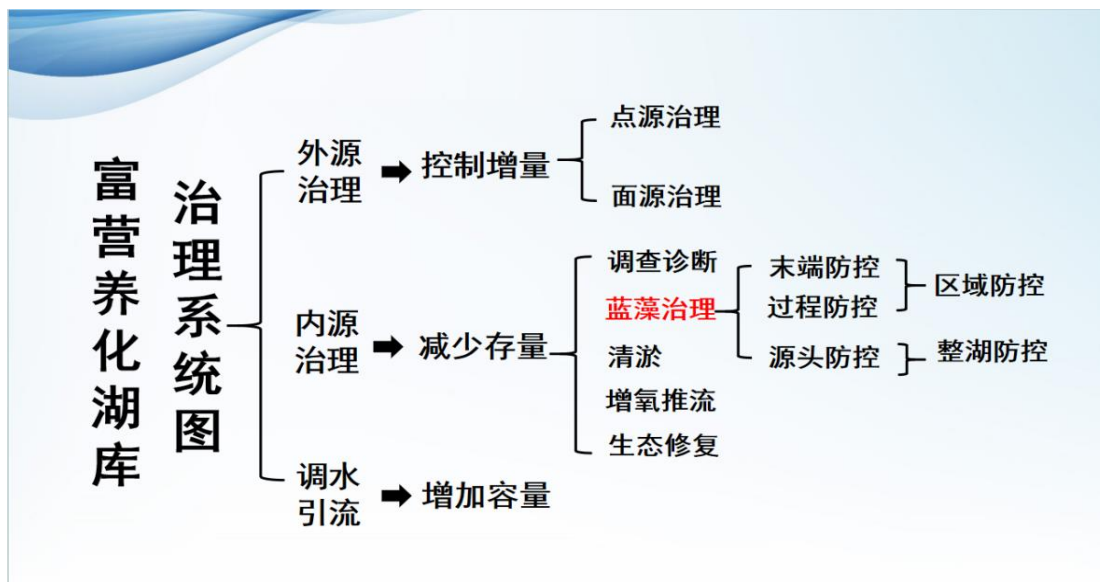 富营养化湖库
治理系统图
外源
治理
控制增量
点源治理
面源治理
内源
治理
减少存量
调查诊断
蓝藻治理
清淤
增氧推流
生态修复
末端防控
过程防控
源头防控
区域防控
整湖防控
调水
引流
增加容量